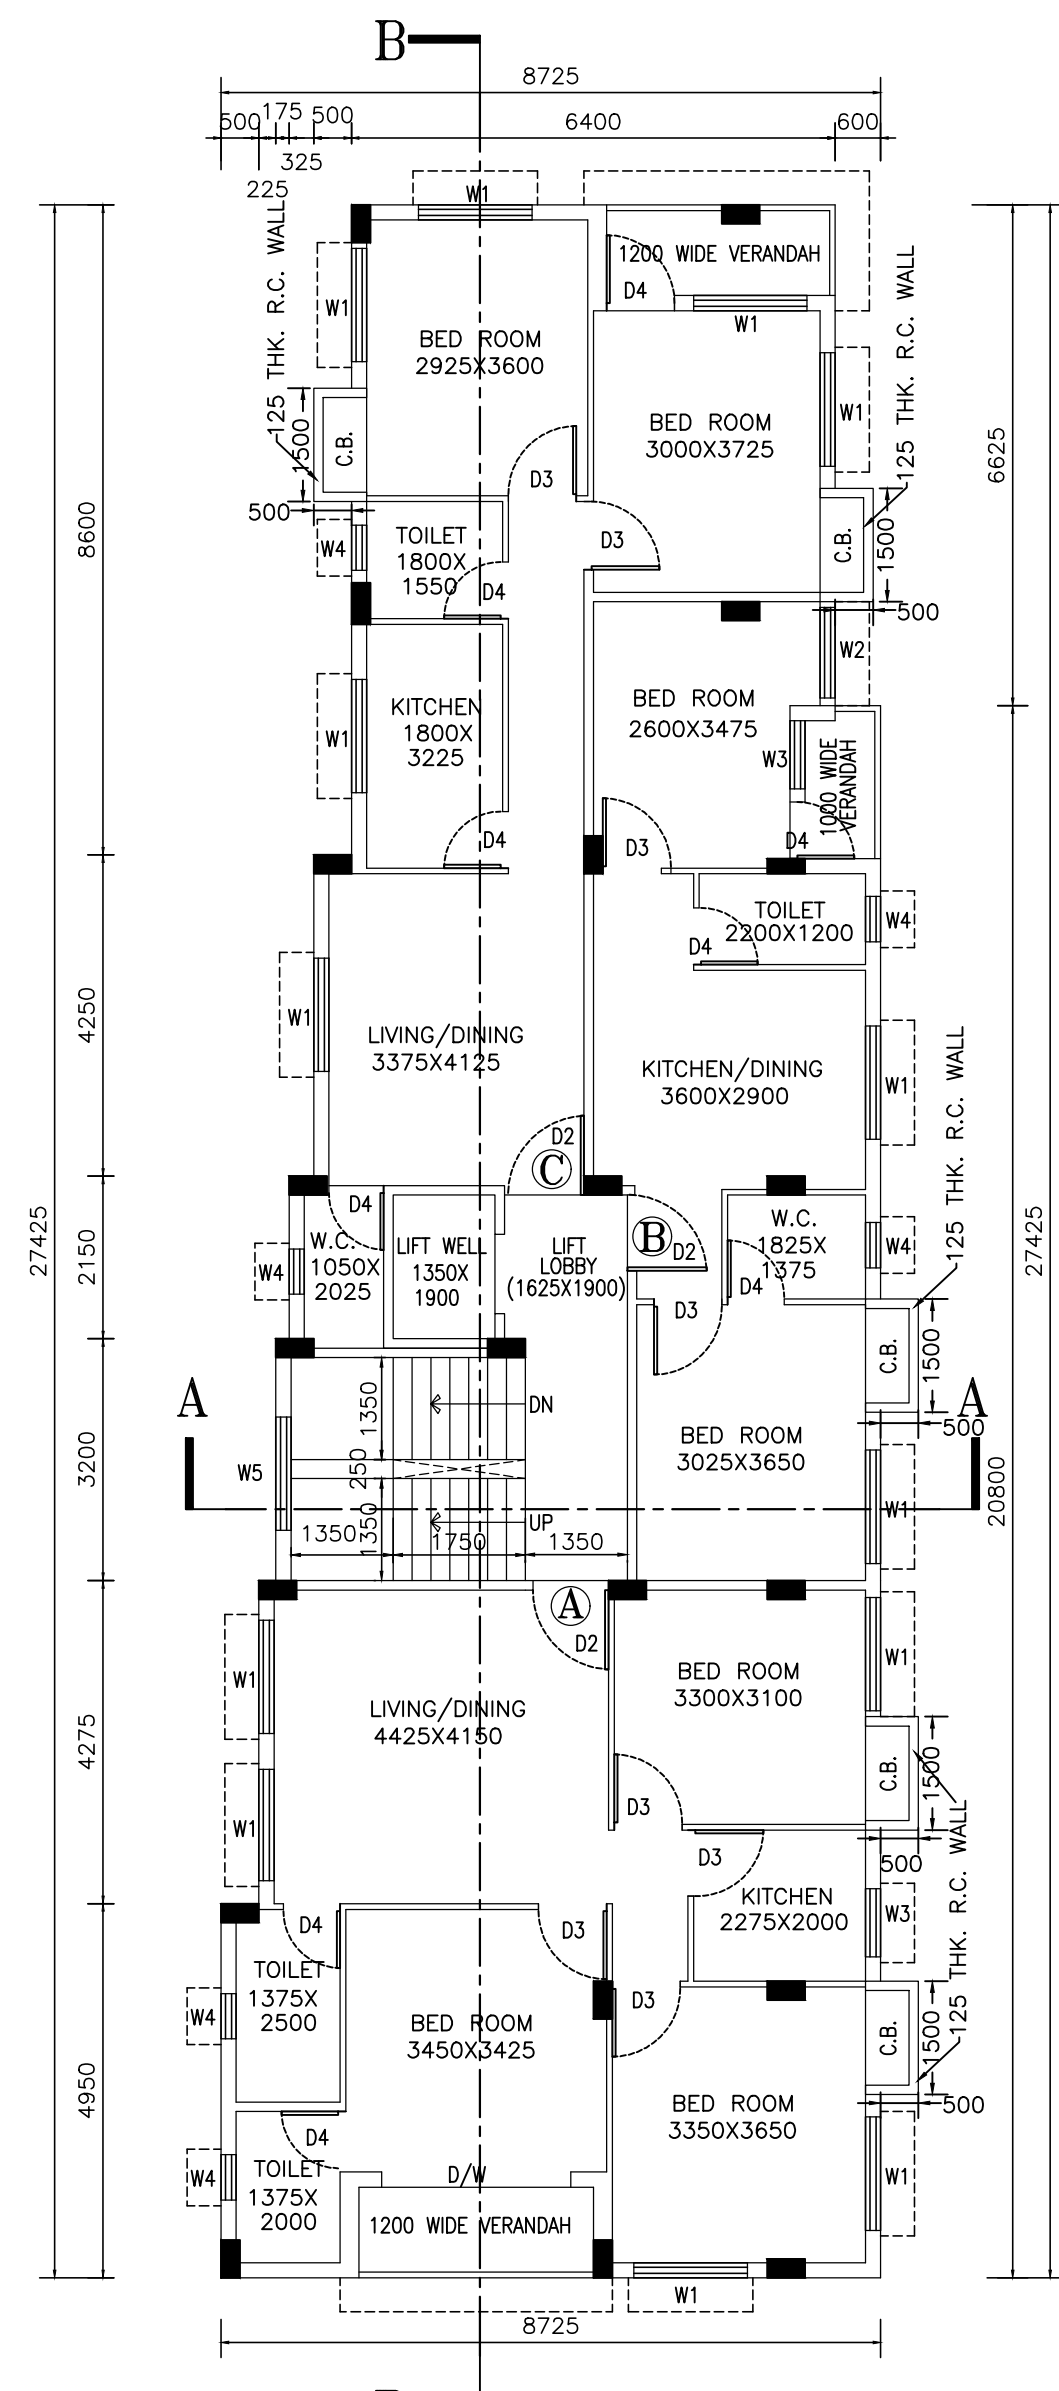 B
8725
500
175
500
6400
600
325
225
W1
125 THK. R.C. WALL
1200 WIDE VERANDAH
D4
W1
W1
125 THK. R.C. WALL
BED ROOM
2925X3600
W1
BED ROOM
3000X3725
6625
1500
C.B.
D3
500
8600
TOILET
1800X
1550
W4
D3
C.B.
1500
D4
500
W2
BED ROOM
2600X3475
KITCHEN
1800X
3225
W1
W3
1000 WIDE
VERANDAH
D4
D3
D4
TOILET
2200X1200
W4
D4
4250
W1
LIVING/DINING
3375X4125
KITCHEN/DINING
3600X2900
W1
125 THK. R.C. WALL
D2
C
27425
27425
2150
D4
W.C.
1050X
2025
W4
LIFT WELL
1350X
1900
LIFT
LOBBY
(1625X1900)
B
D2
W.C.
1825X
1375
W4
D4
D3
C.B.
1500
A
A
1350
DN
500
3200
W5
250
BED ROOM
3025X3650
W1
20800
1350
UP
1350
1750
1350
A
D2
W1
BED ROOM
3300X3100
W1
4275
LIVING/DINING
4425X4150
C.B.
1500
W1
D3
D3
500
125 THK. R.C. WALL
KITCHEN
2275X2000
W3
D4
D3
TOILET
1375X
2500
W4
D3
BED ROOM
3450X3425
C.B.
1500
4950
BED ROOM
3350X3650
500
D4
TOILET
1375X
2000
W4
D/W
W1
1200 WIDE VERANDAH
W1
8725